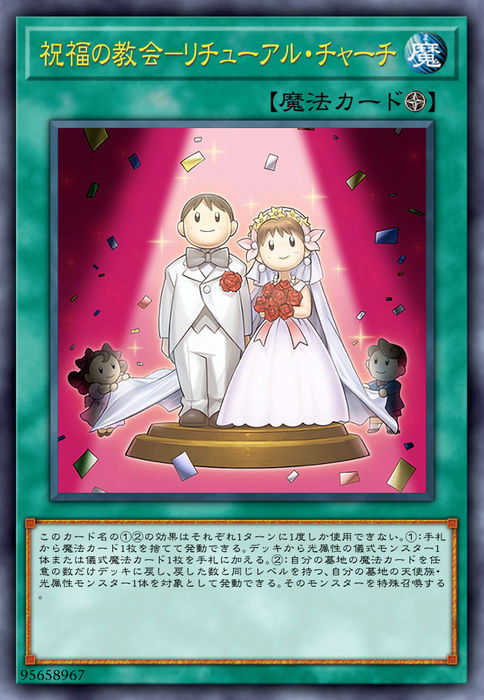 祝福の教会－リチューアル・チャーチ 魔
【魔法カード】
このカード名の①②の効果はそれぞれ1ターンに1度しか使用できない。①：手札
から魔法カード1枚を捨てて発動できる。デッキから光属性の儀式モンスター1
体または儀式魔法カード1枚を手札に加える。②：自分の墓地の魔法カードを任
意の数だけデッキに戻し、戻した数と同じレベルを持つ、自分の墓地の天使族・
光属性モンスター1体を対象として発動できる。そのモンスターを特殊召喚する
。
95658967